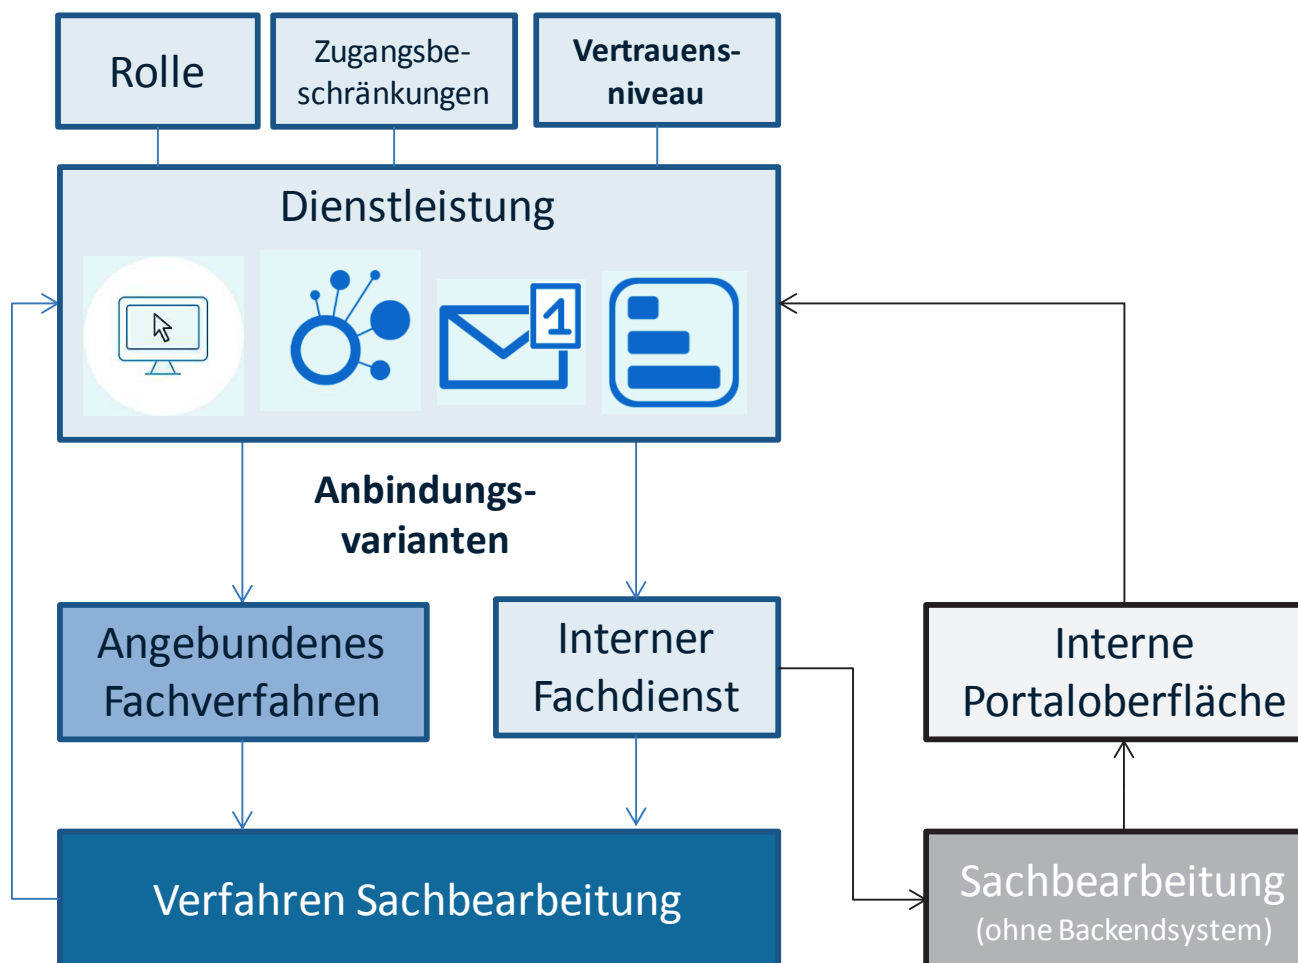 Rolle
Zugangsbe-
schränkungen
Vertrauens-
niveau
Dienstleistung
1
Anbindungs-
varianten
Angebundenes
Fachverfahren
Interner
Fachdienst
Interne
Portaloberfläche
Verfahren Sachbearbeitung
Sachbearbeitung
(ohne Backendsystem)